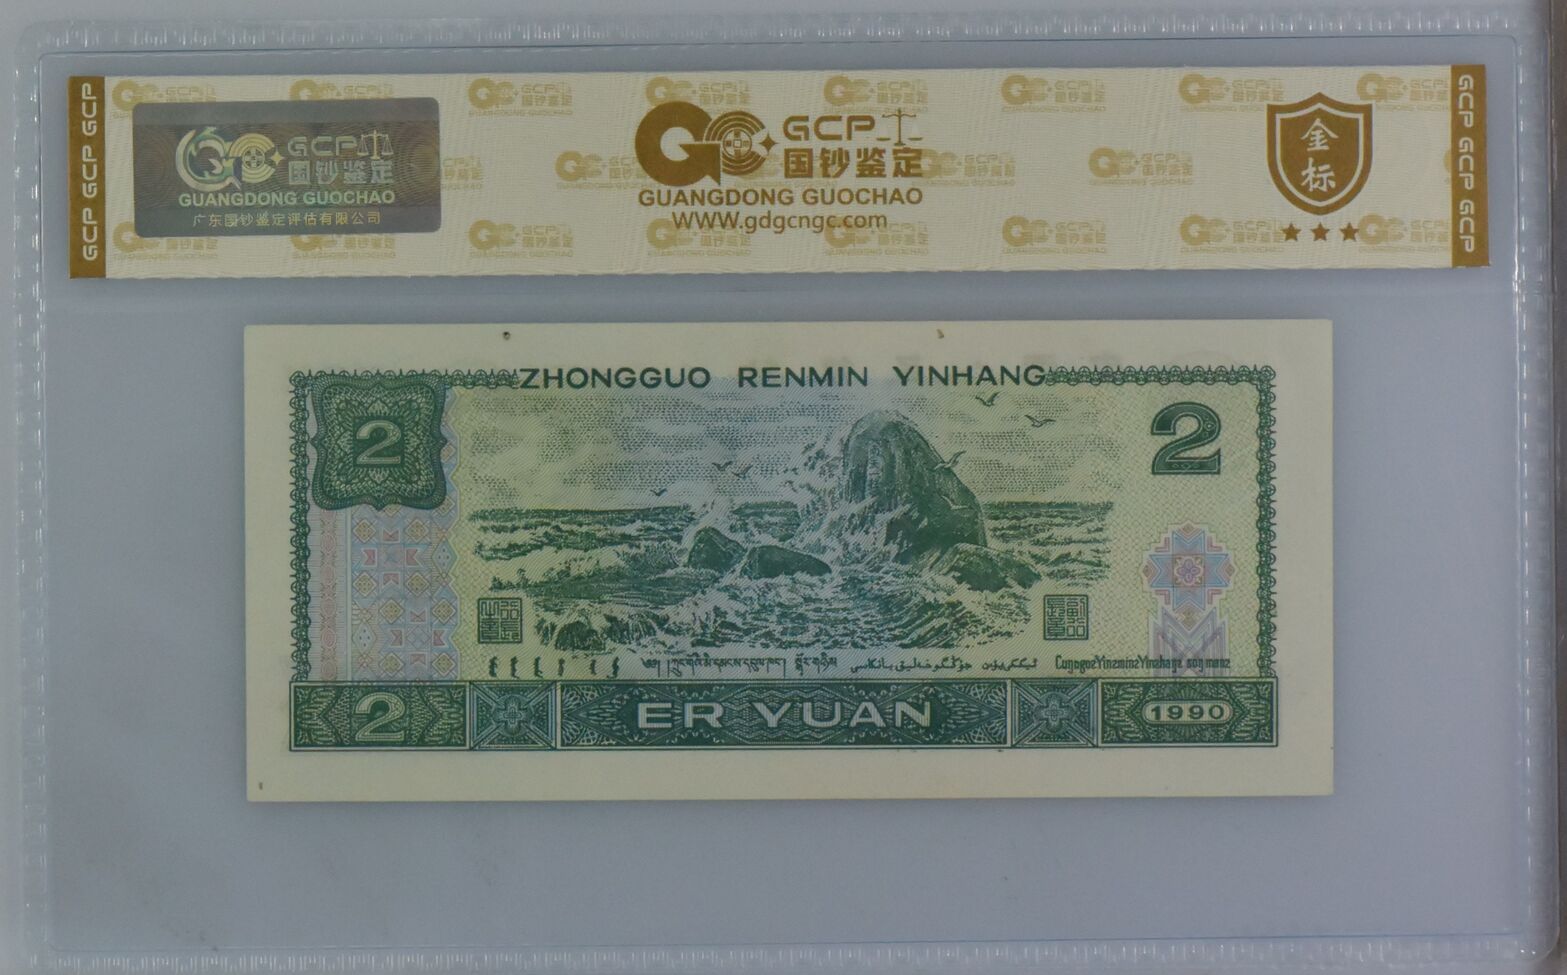 GCP GCP GCP
GCP
国钞鉴定
GUANGDONG GUOCHAO
广东国钞鉴定评估有限公司
GCP
国钞鉴定
GUANGDONG GUOCHAO
WWW.gdgcngc.com
金
标
GCP GCP GCP
ZHONGGUO RENMIN YINHANG
2
2
2
ER YUAN
1990